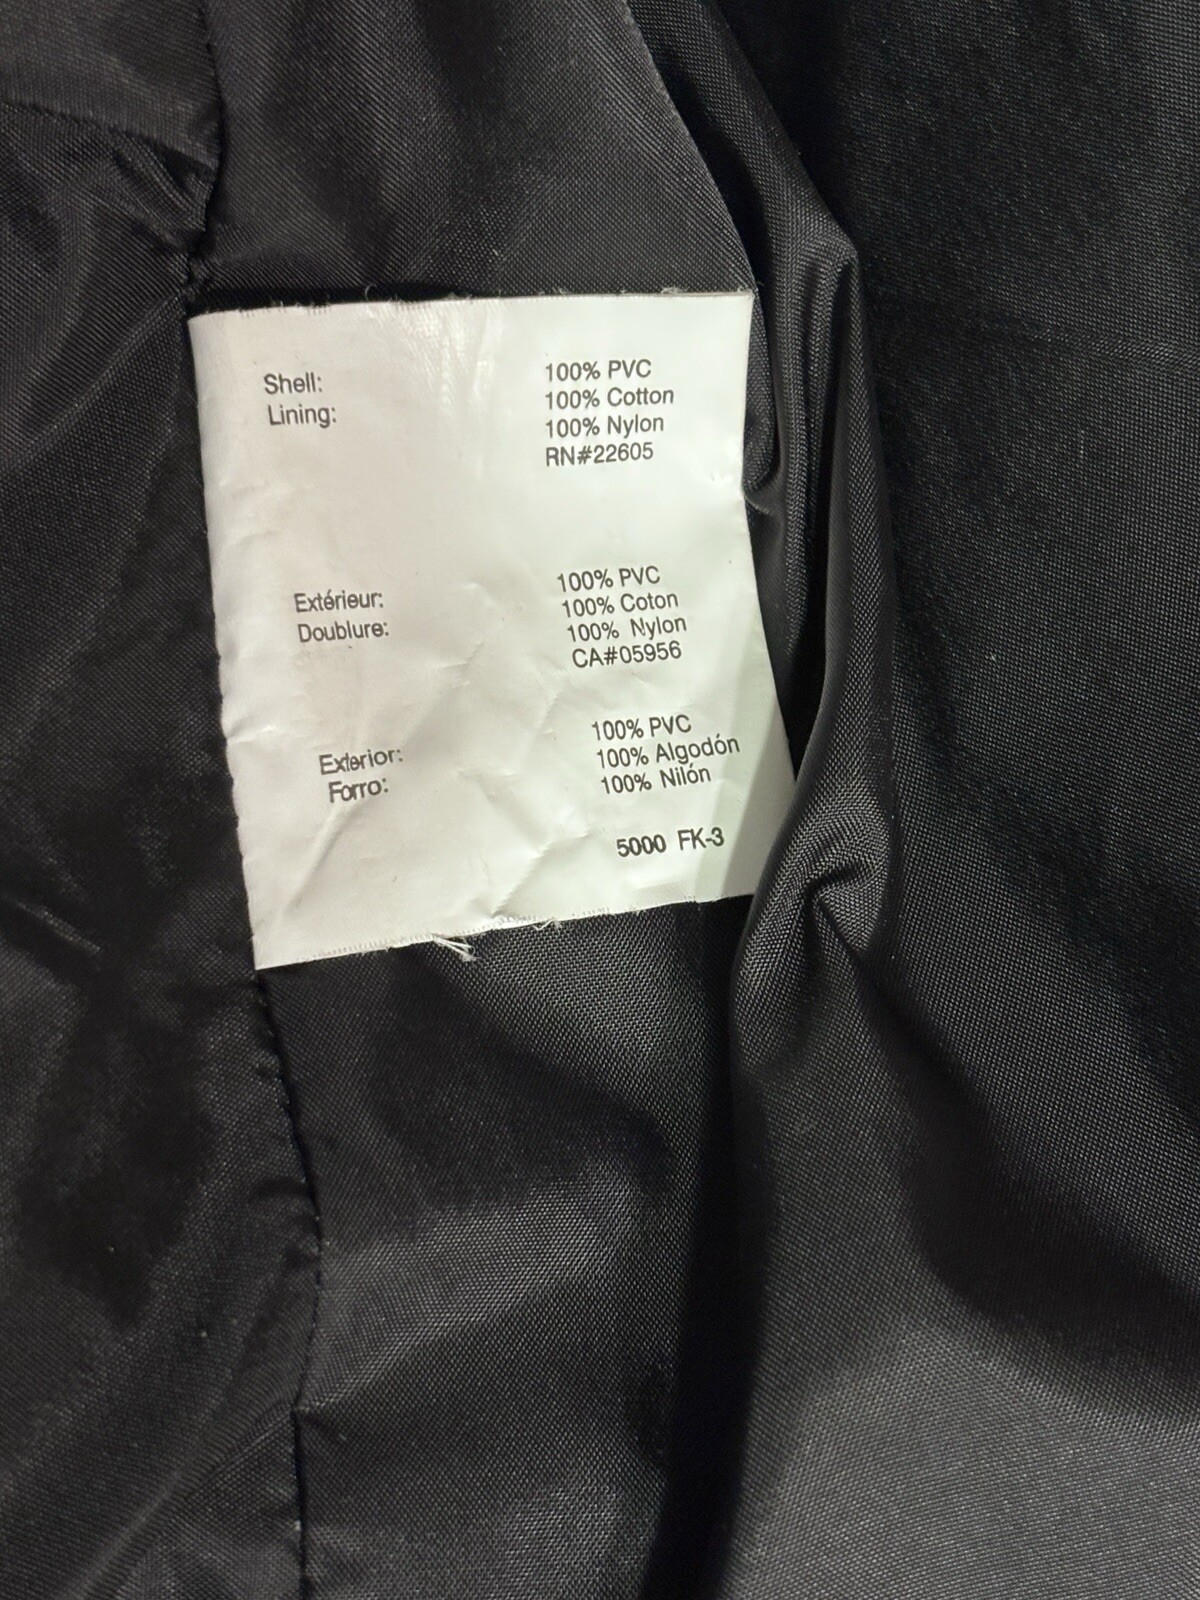 Shell: 100% PVC
Lining: 100% Cotton
100% Nylon
RN#22605
Extérieur: 100% PVC
Doublure: 100% Coton
100% Nylon
CA#05956
Exterior: 100% PVC
Forro: 100% Algodón
100% Nilón
5000 FK-3